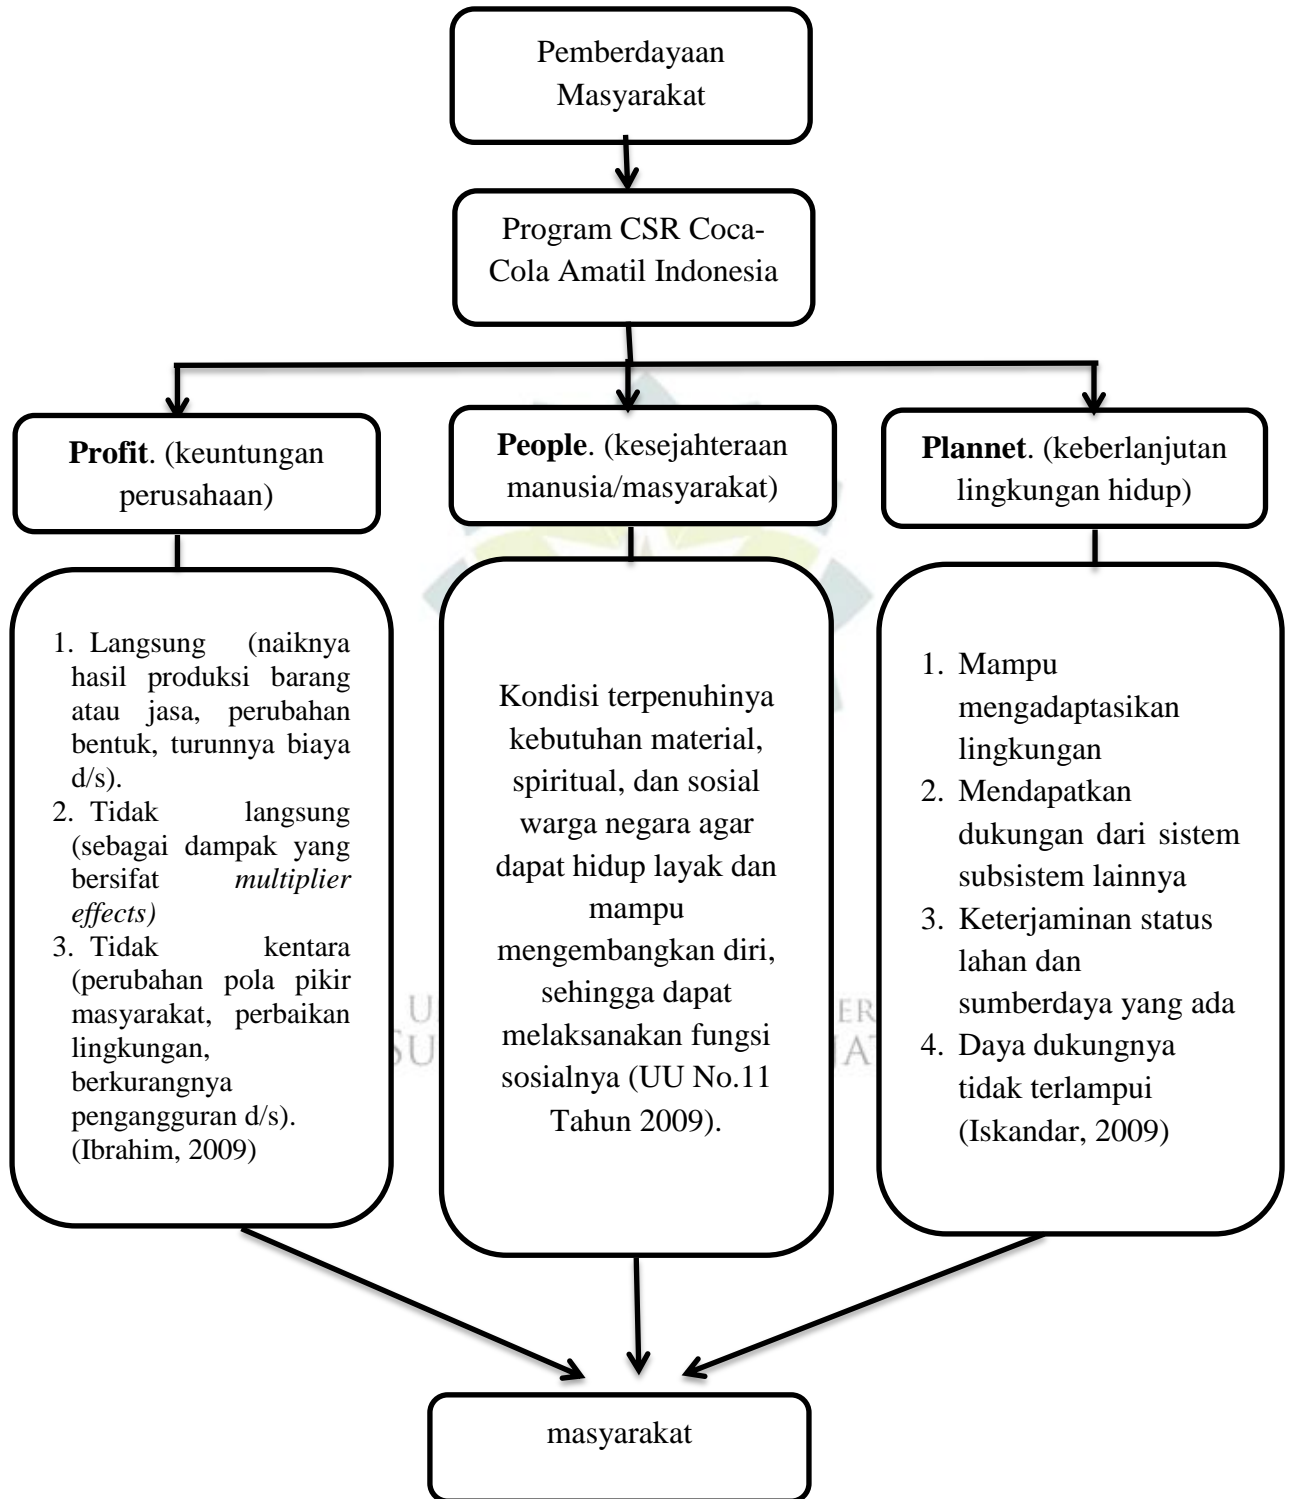 Pemberdayaan
Masyarakat
Program CSR Coca-
Cola Amatil Indonesia
Profit. (keuntungan
perusahaan)
People. (kesejahteraan
manusia/masyarakat)
Plannet. (keberlanjutan
lingkungan hidup)
1. Langsung (naiknya
hasil produksi barang
atau jasa, perubahan
bentuk, turunnya biaya
d/s).
2. Tidak langsung
(sebagai dampak yang
bersifat multiplier
effects)
3. Tidak kentara
(perubahan pola pikir
masyarakat, perbaikan
lingkungan,
berkurangnya
pengangguran d/s).
(Ibrahim, 2009)
Kondisi terpenuhinya
kebutuhan material,
spiritual, dan sosial
warga negara agar
dapat hidup layak dan
mampu
mengembangkan diri,
sehingga dapat
melaksanakan fungsi
sosialnya (UU No.11
Tahun 2009).
1. Mampu
mengadaptasikan
lingkungan
2. Mendapatkan
dukungan dari sistem
subsistem lainnya
3. Keterjaminan status
lahan dan
sumberdaya yang ada
4. Daya dukungnya
tidak terlampui
(Iskandar, 2009)
masyarakat